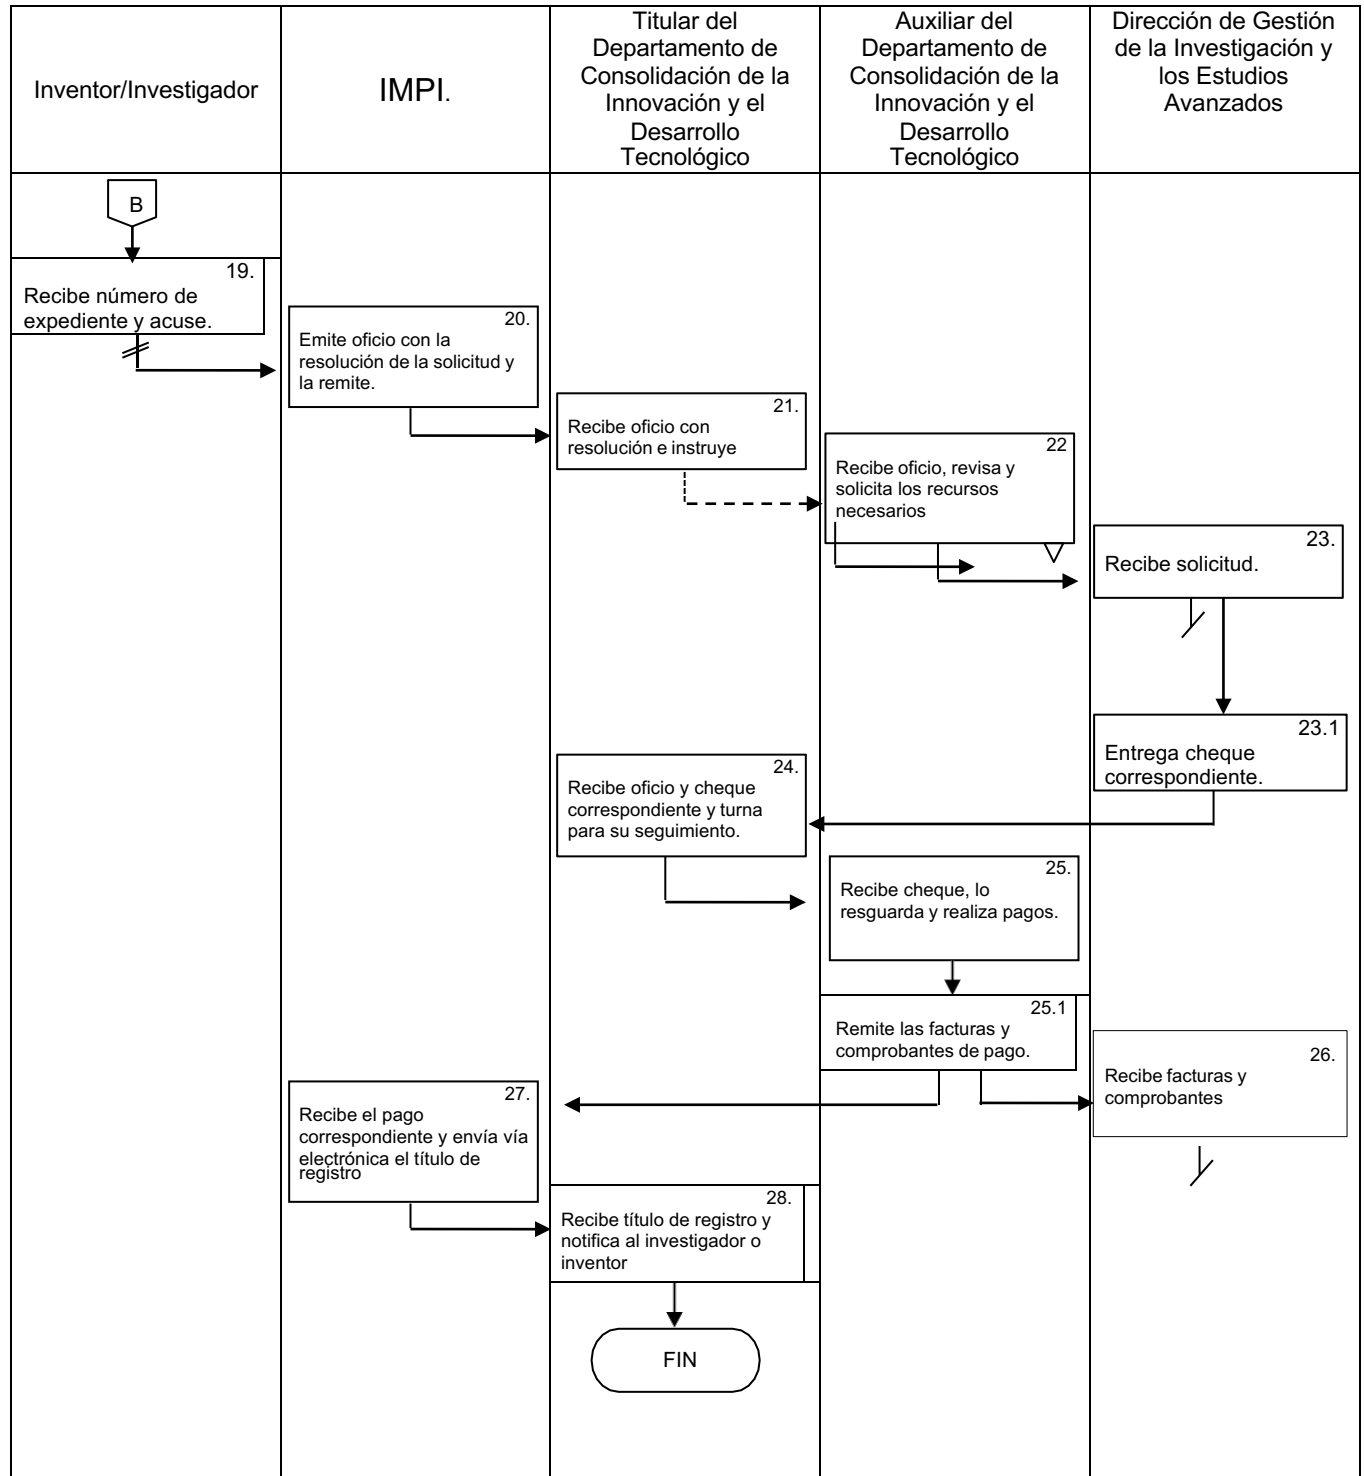 Inventor/Investigador
IMPI.
Titular del
Departamento de
Consolidación de la
Innovación y el
Desarrollo
Tecnológico
Auxiliar del
Departamento de
Consolidación de la
Innovación y el
Desarrollo
Tecnológico
Dirección de Gestión
de la Investigación y
los Estudios
Avanzados
B
19.
Recibe número de
expediente y acuse.
20.
Emite oficio con la
resolución de la solicitud y
la remite.
21.
Recibe oficio con
resolución e instruye
22
Recibe oficio, revisa y
solicita los recursos
necesarios
23.
Recibe solicitud.
23.1
Entrega cheque
correspondiente.
24.
Recibe oficio y cheque
correspondiente y turna
para su seguimiento.
25.
Recibe cheque, lo
resguarda y realiza pagos.
25.1
Remite las facturas y
comprobantes de pago.
26.
Recibe facturas y
comprobantes
27.
Recibe el pago
correspondiente y envía vía
electrónica el título de
registro
28.
Recibe título de registro y
notifica al investigador o
inventor
FIN